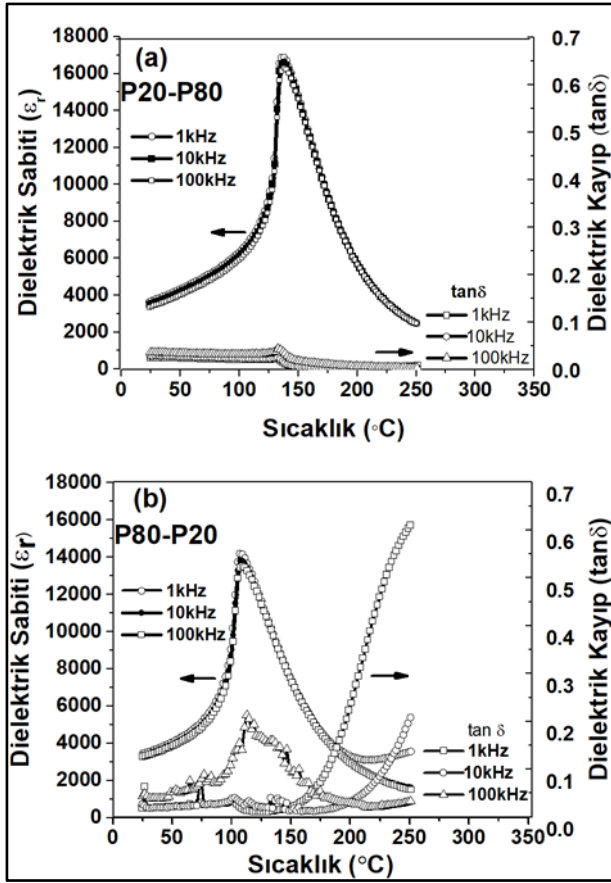 (a)
P20-P80
1kHz
10kHz
100kHz
tanδ
1kHz
10kHz
100kHz
18000
16000
14000
12000
10000
8000
6000
4000
2000
0
Dielektrik Sabiti (εr)
0.7
0.6
0.5
0.4
0.3
0.2
0.1
0.0
Dielektrik Kayıp (tanδ)
0 50 100 150 200 250 300 350
Sıcaklık (°C)
(b)
P80-P20
1kHz
10kHz
100kHz
tan δ
1kHz
10kHz
100kHz
18000
16000
14000
12000
10000
8000
6000
4000
2000
0
Dielektrik Sabiti (εr)
0.7
0.6
0.5
0.4
0.3
0.2
0.1
0.0
Dielektrik Kayıp (tanδ)
0 50 100 150 200 250 300 350
Sıcaklık (°C)